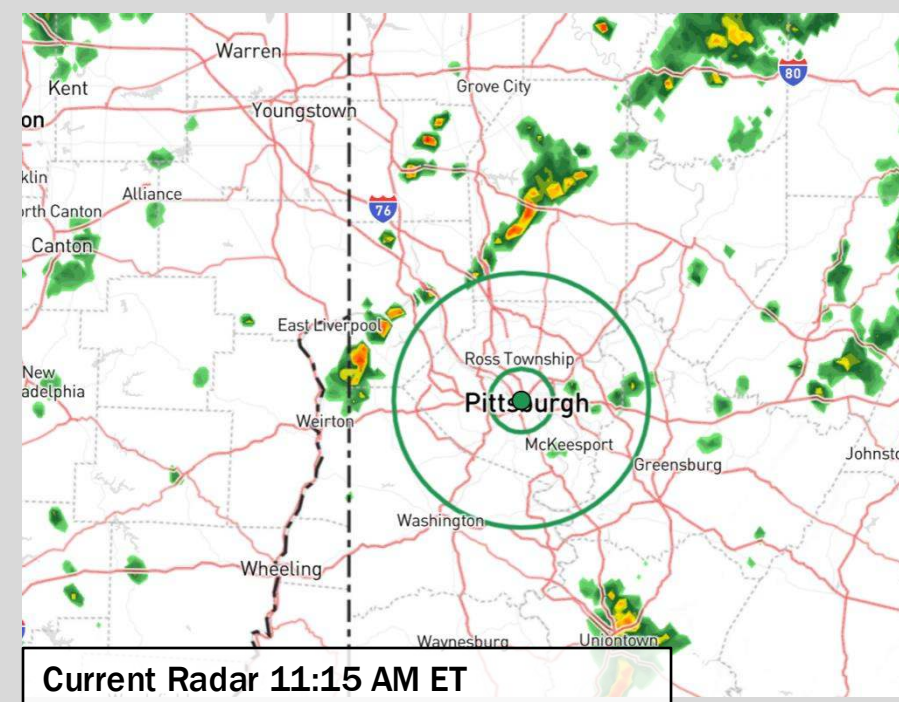 Warren
80
Kent
Grove City
Youngstown
on
klin
Alliance
76
orth Canton
Canton
East Liverpool
Ross Township
New
adelphia
Pittsburgh
Weirton
McKeesport
Johnsto
Greensburg
Washington
Wheeling
Waynesburg
Uniontown
Current Radar 11:15 AM ET